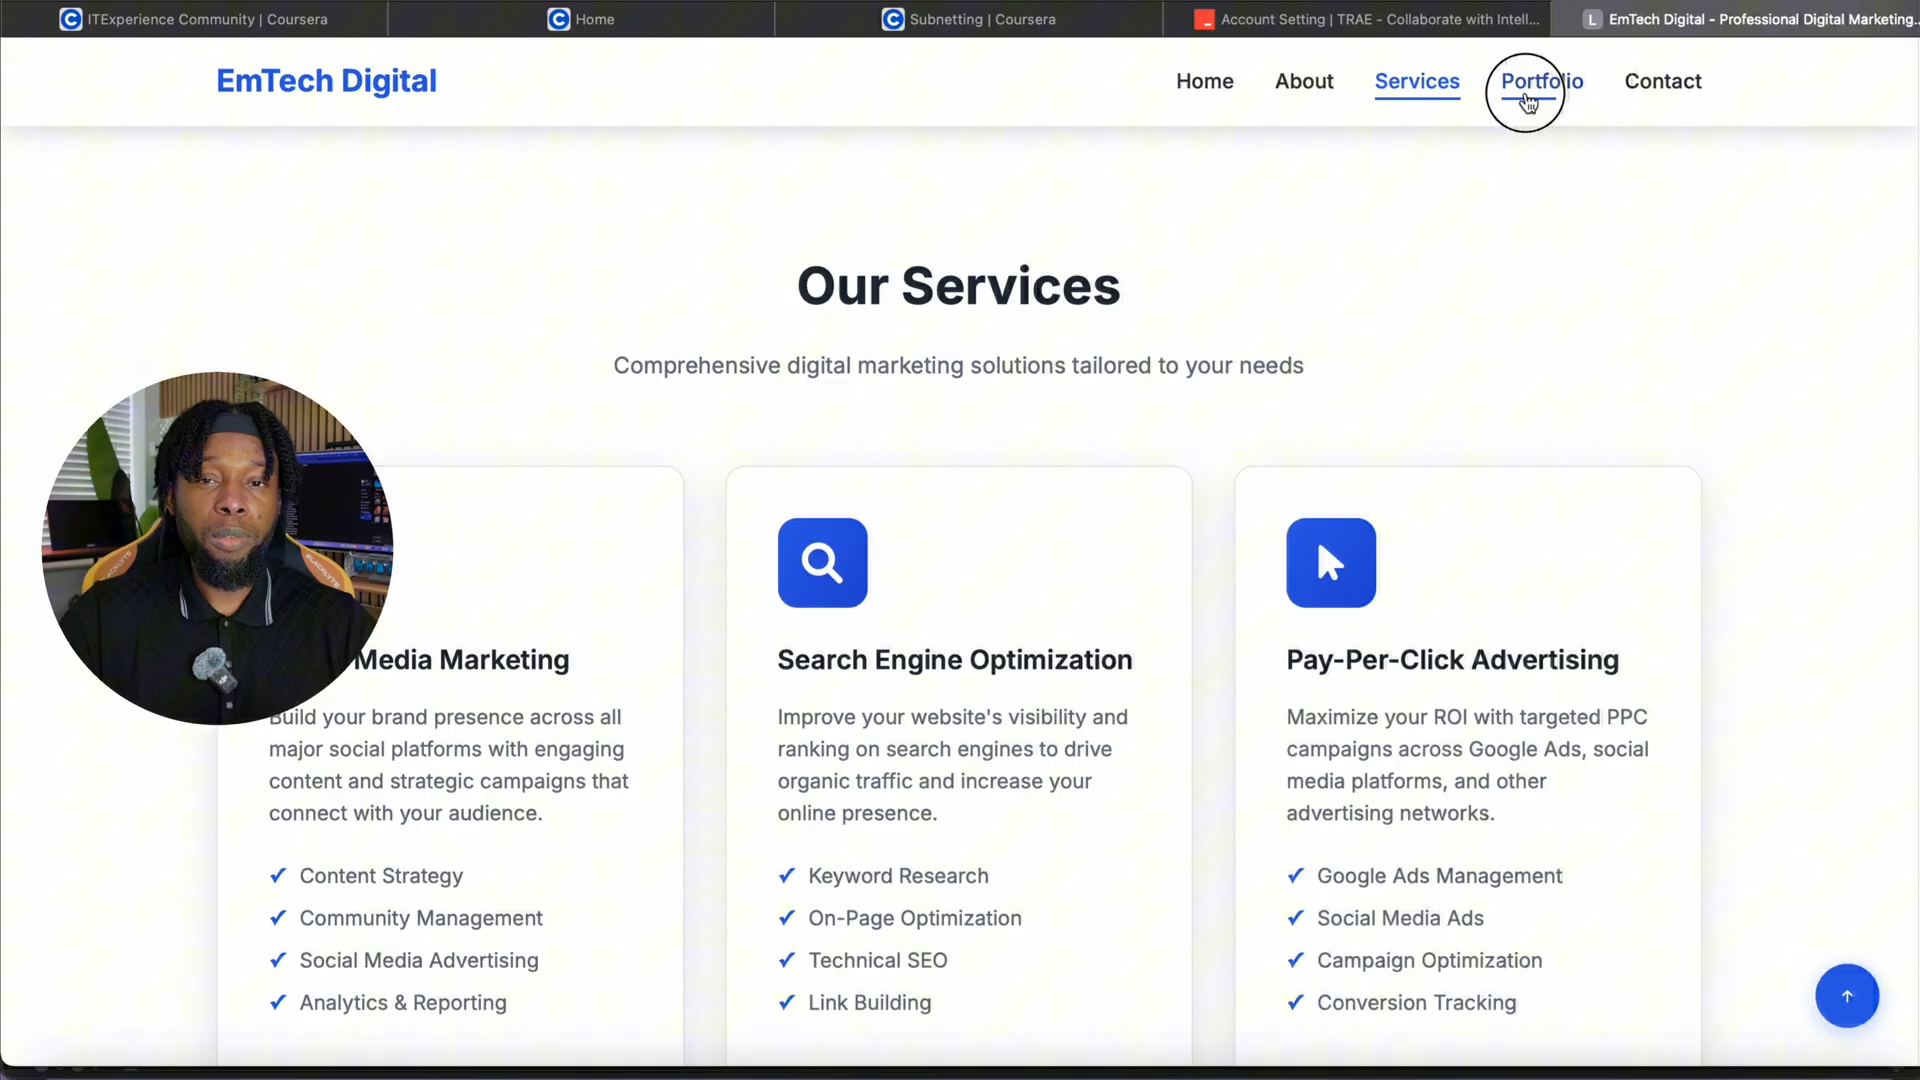 ITExperience Community | Coursera
Home
Subnetting | Coursera
Account Setting | TRAE - Collaborate with Intell...
L EmTech Digital - Professional Digital Marketing...
EmTech Digital
Home About Services Portfolio Contact
Our Services
Comprehensive digital marketing solutions tailored to your needs
Media Marketing
Build your brand presence across all
major social platforms with engaging
content and strategic campaigns that
connect with your audience.
✓ Content Strategy
✓ Community Management
✓ Social Media Advertising
✓ Analytics & Reporting
Search Engine Optimization
Improve your website's visibility and
ranking on search engines to drive
organic traffic and increase your
online presence.
✓ Keyword Research
✓ On-Page Optimization
✓ Technical SEO
✓ Link Building
Pay-Per-Click Advertising
Maximize your ROI with targeted PPC
campaigns across Google Ads, social
media platforms, and other
advertising networks.
✓ Google Ads Management
✓ Social Media Ads
✓ Campaign Optimization
✓ Conversion Tracking